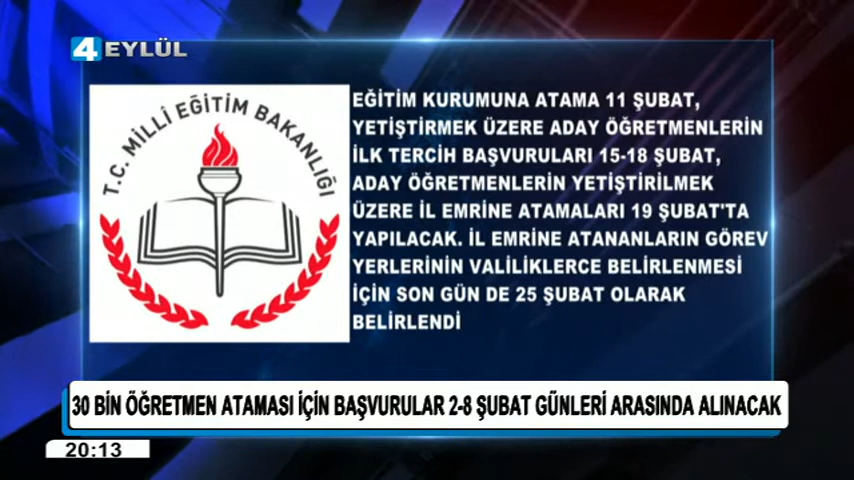 4 EYLÜL
T.C. MİLLİ EĞİTİM BAKANLIĞI
EĞİTİM KURUMUNA ATAMA 11 ŞUBAT,
YETİŞTİRMEK ÜZERE ADAY ÖĞRETMENLERİN
İLK TERCİH BAŞVURULARI 15-18 ŞUBAT,
ADAY ÖĞRETMENLERİN YETİŞTİRİLMEK
ÜZERE İL EMRİNE ATAMALARI 19 ŞUBAT'TA
YAPILACAK. İL EMRİNE ATANANLARIN GÖREV
YERLERİNİN VALİLİKLERCE BELİRLENMESİ
İÇİN SON GÜN DE 25 ŞUBAT OLARAK
BELİRLENDİ
30 BİN ÖĞRETMEN ATAMASI İÇİN BAŞVURULAR 2-8 ŞUBAT GÜNLERİ ARASINDA ALINACAK
20:13